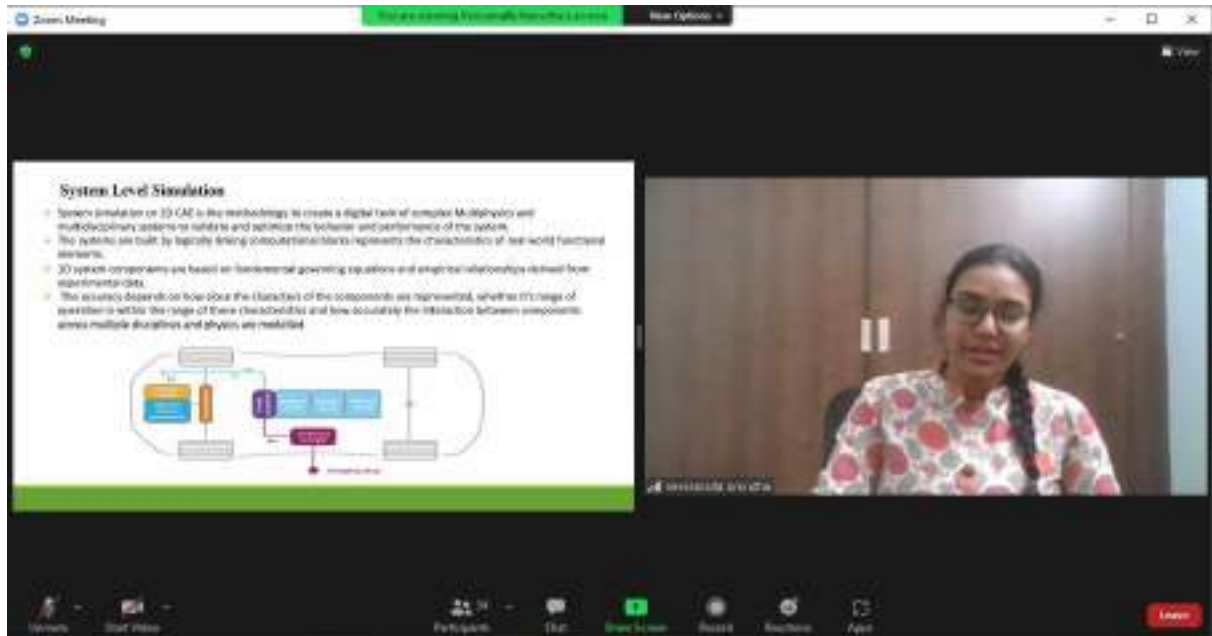 Zoom Meeting
You are viewing
View Options
View
System Level Simulation
System simulation or 1D CAE is the methodology to create a digital twin of complex Multiphysics and
multidisciplinary systems to validate and optimize the behavior and performance of the system.
The systems are built by logically linking computational blocks represents the characteristics of real-world functional
elements.
1D system components are based on fundamental governing equations and empirical relationships derived from
experimental data.
The accuracy depends on how close the characters of the components are represented, whether it's range of
operation is within the range of these characteristics and how accurately the interaction between components
across multiple disciplines and physics are modelled
Unmute
Start Video
Participants
Chat
Share Screen
Record
Reactions
Apps
Leave